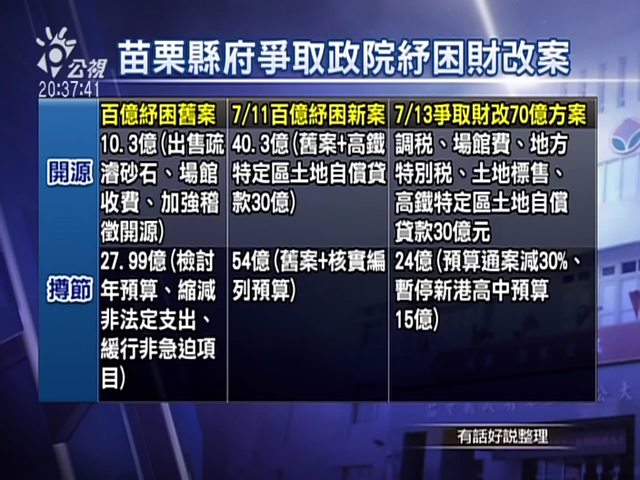 苗栗縣府爭取政院紓困財改案
公視
20:37:41
百億紓困舊案
7/11百億紓困新案
7/13爭取財改70億方案
開源
10.3億(出售疏
濬砂石、場館
收費、加強稽
徵開源)
40.3億(舊案+高鐵
特定區土地自償貸
款30億)
調稅、場館費、地方
特別稅、土地標售、
高鐵特定區土地自償
貸款30億元
撙節
27.99億(檢討
年預算、縮減
非法定支出、
緩行非急迫項
目)
54億(舊案+核實編
列預算)
24億(預算通案減30%、
暫停新港高中預算
15億)
有話好說整理